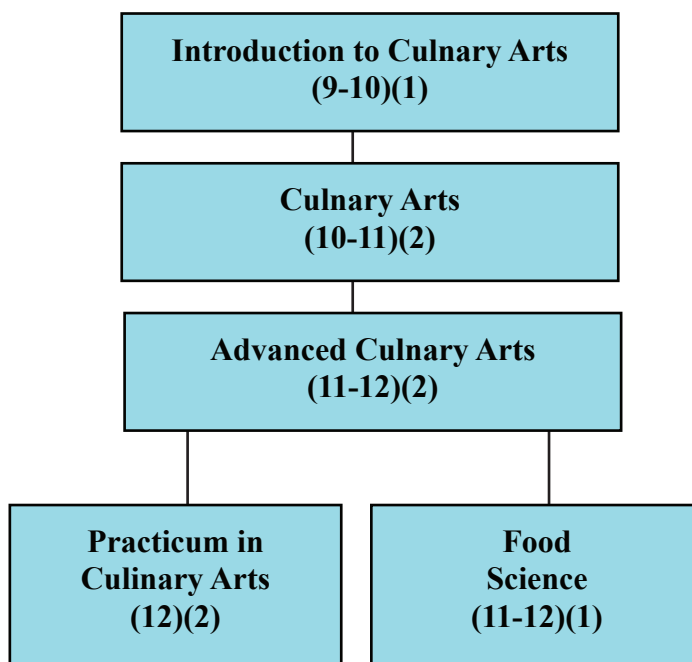 Introduction to Culnary Arts
(9-10)(1)
Culnary Arts
(10-11)(2)
Advanced Culnary Arts
(11-12)(2)
Practicum in
Culinary Arts
(12)(2)
Food
Science
(11-12)(1)